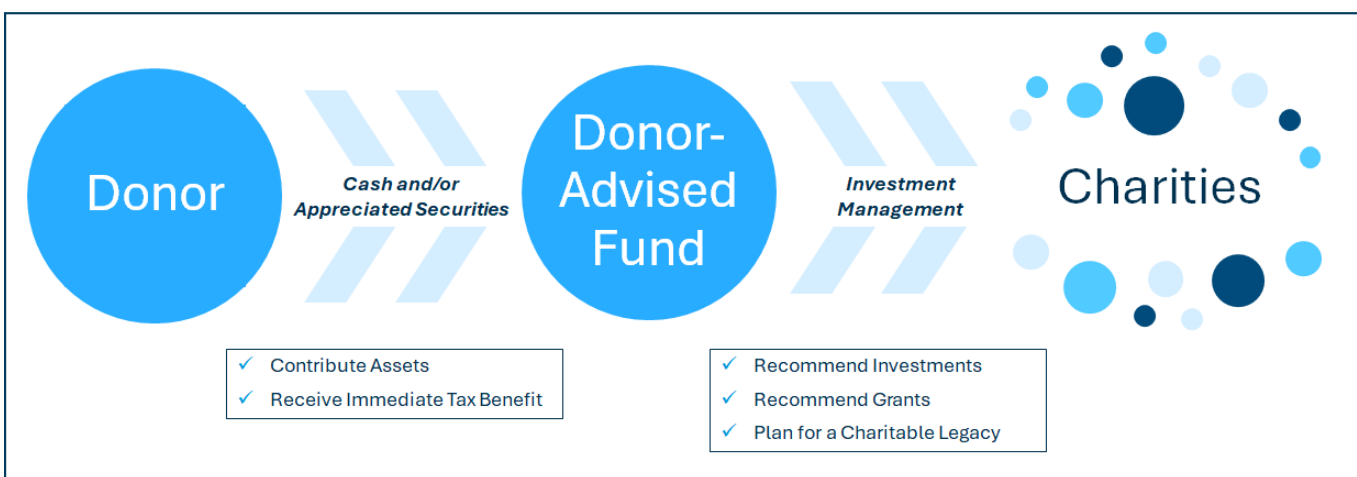 Donor
Cash and/or
Appreciated Securities
Donor-
Advised
Fund
Investment
Management
Charities
✓ Contribute Assets
✓ Receive Immediate Tax Benefit
✓ Recommend Investments
✓ Recommend Grants
✓ Plan for a Charitable Legacy